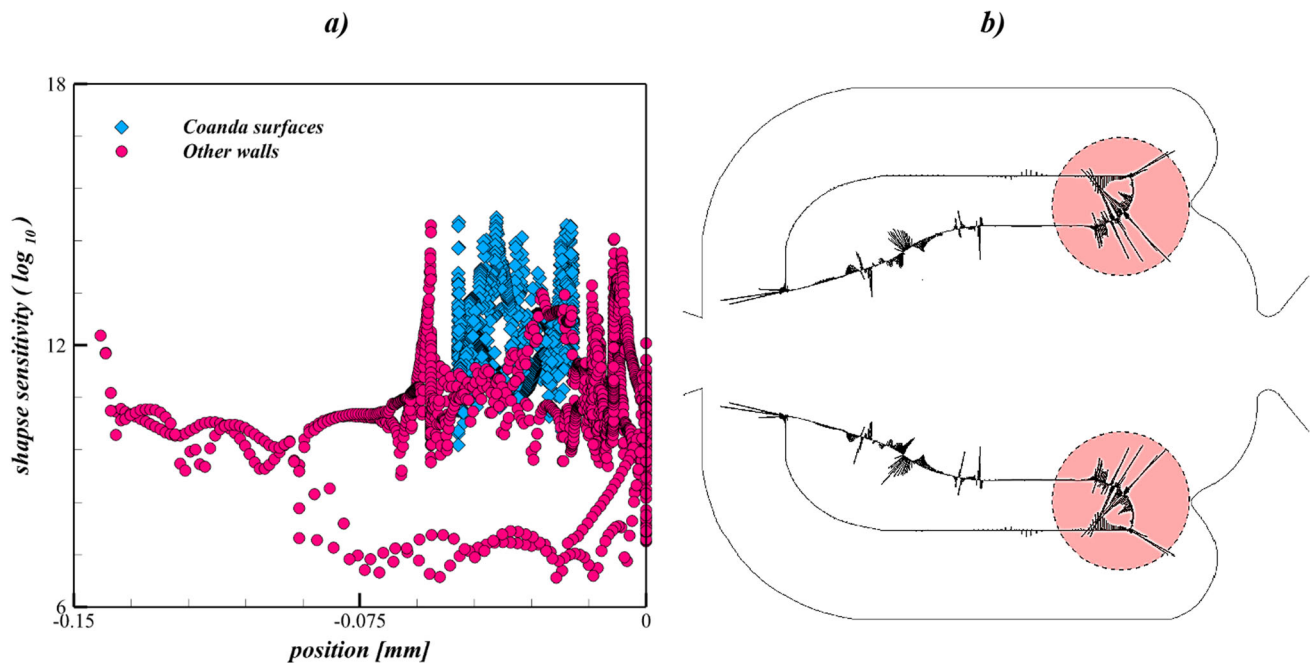 a)
b)
18
Coanda surfaces
Other walls
shapse sensitivity ( log 10 )
12
6
-0.15
-0.075
0
position [mm]